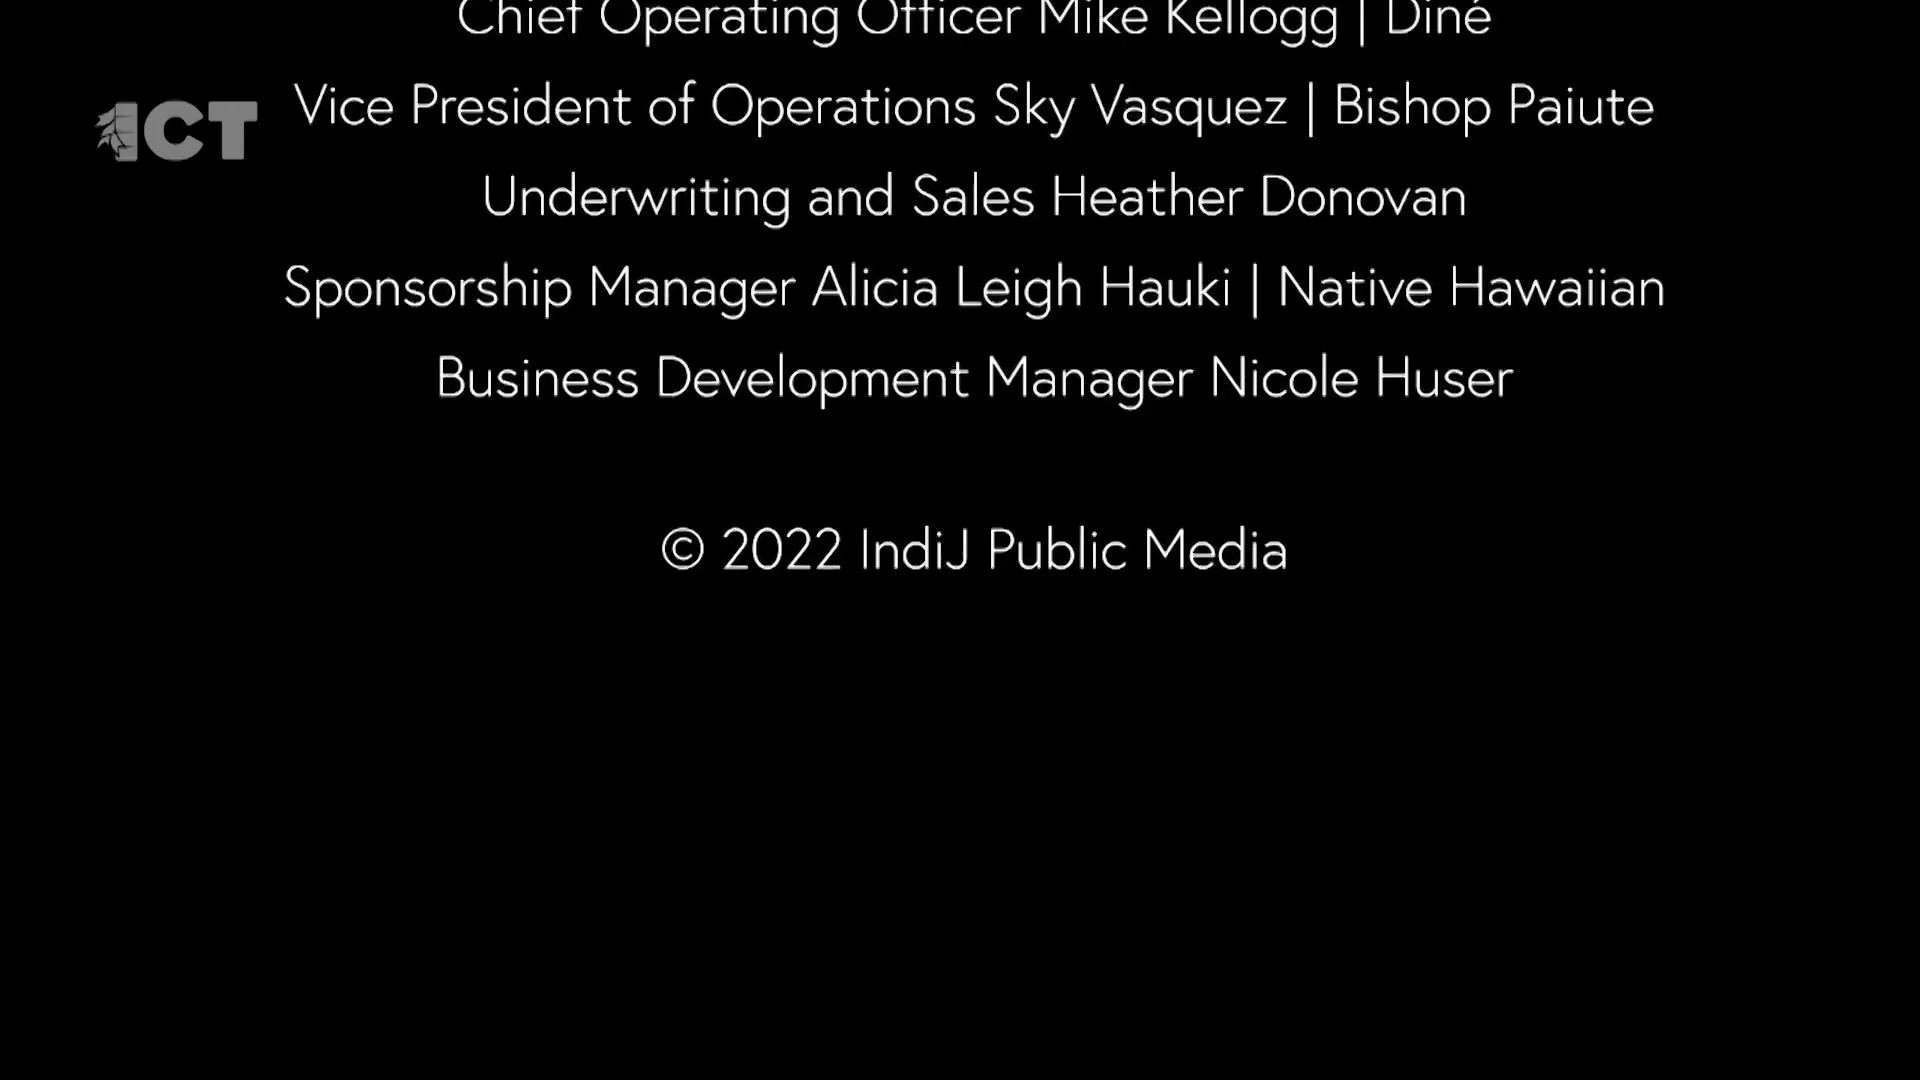 Chief Operating Officer Mike Kellogg | Diné
ICT
Vice President of Operations Sky Vasquez | Bishop Paiute
Underwriting and Sales Heather Donovan
Sponsorship Manager Alicia Leigh Hauki | Native Hawaiian
Business Development Manager Nicole Huser
© 2022 IndiJ Public Media